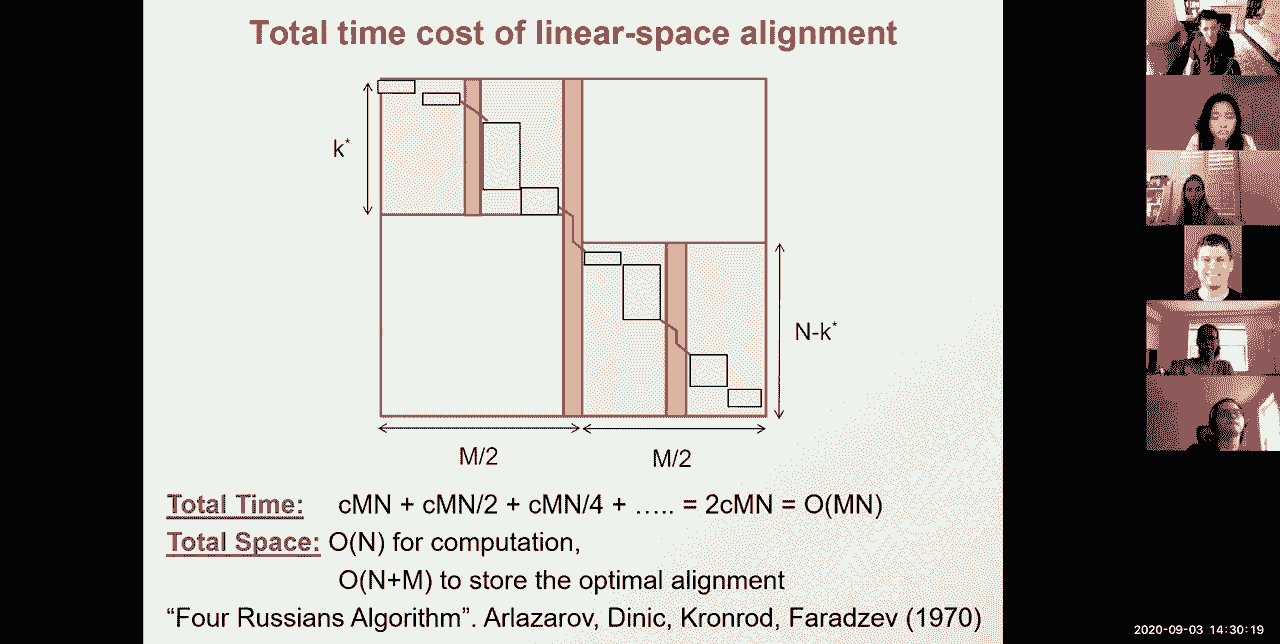 Total time cost of linear-space alignment
k*
N-k*
M/2 M/2
Total Time: cMN + cMN/2 + cMN/4 + ….. = 2cMN = O(MN)
Total Space: O(N) for computation,
O(N+M) to store the optimal alignment
“Four Russians Algorithm”. Arlazarov, Dinic, Kronrod, Faradzev (1970)
2020-09-03 14:30:19